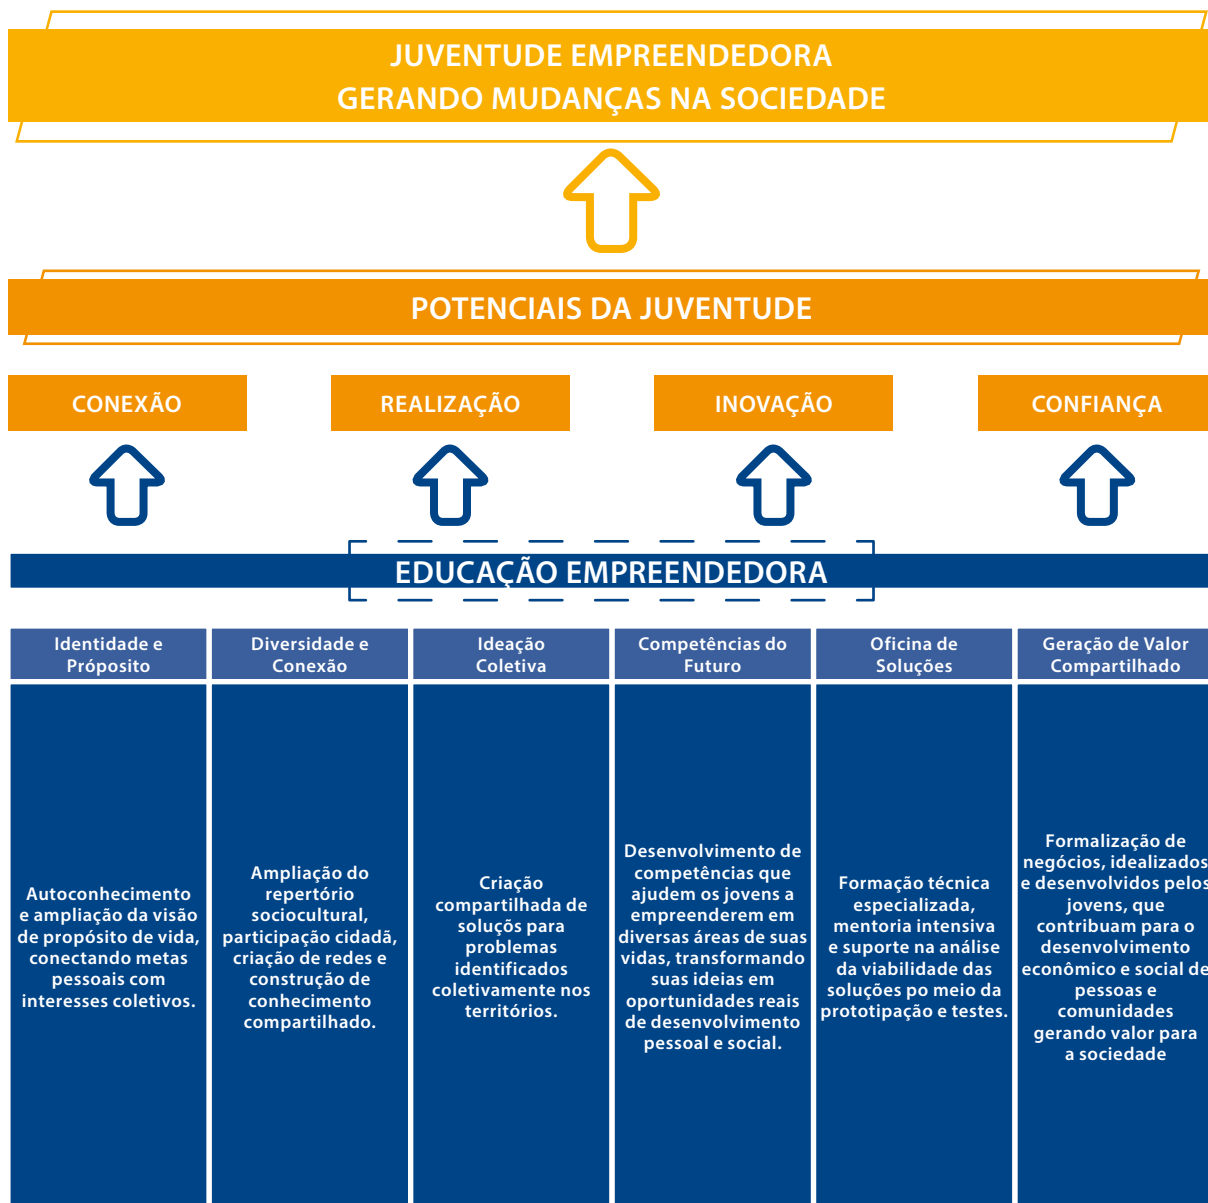 JUVENTUDE EMPREENDEDORA
GERANDO MUDANÇAS NA SOCIEDADE
POTENCIAIS DA JUVENTUDE
CONEXÃO
REALIZAÇÃO
INOVAÇÃO
CONFIANÇA
EDUCAÇÃO EMPREENDEDORA
Identidade e
Próposito
Diversidade e
Conexão
Ideação
Coletiva
Competências do
Futuro
Oficina de
Soluções
Geração de Valor
Compartilhado
Autoconhecimento
e ampliação da visão
de propósito de vida,
conectando metas
pessoais com
interesses coletivos.
Ampliação do
repertório
sociocultural,
participação cidadã,
criação de redes e
construção de
conhecimento
compartilhado.
Criação
compartilhada de
soluçõs para
problemas
identificados
coletivamente nos
territórios.
Desenvolvimento de
competências que
ajudem os jovens a
empreenderem em
diversas áreas de suas
vidas, transformando
suas ideias em
oportunidades reais
de desenvolvimento
pessoal e social.
Formação técnica
especializada,
mentoria intensiva
e suporte na análise
da viabilidade das
soluções po meio da
prototipação e testes.
Formalização de
negócios, idealizados
e desenvolvidos pelos
jovens, que
contribuam para o
desenvolvimento
econômico e social de
pessoas e
comunidades
gerando valor para
a sociedade